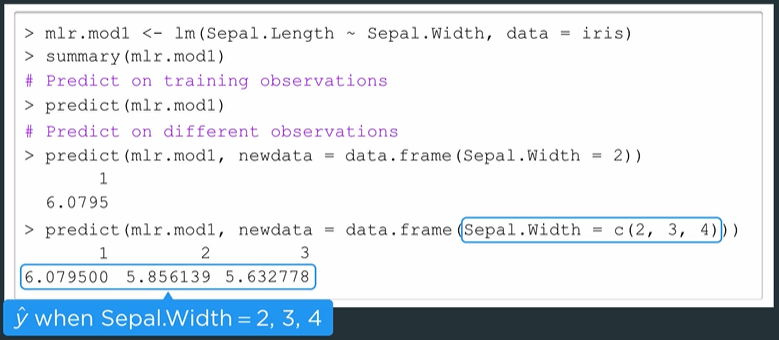 > mlr.mod1 <- lm(Sepal.Length ~ Sepal.Width, data = iris)
> summary(mlr.mod1)
# Predict on training observations
> predict(mlr.mod1)
# Predict on different observations
> predict(mlr.mod1, newdata = data.frame(Sepal.Width = 2))
1
6.0795
> predict(mlr.mod1, newdata = data.frame(Sepal.Width = c(2, 3, 4)))
1 2 3
6.079500 5.856139 5.632778
ŷ when Sepal.Width = 2, 3, 4